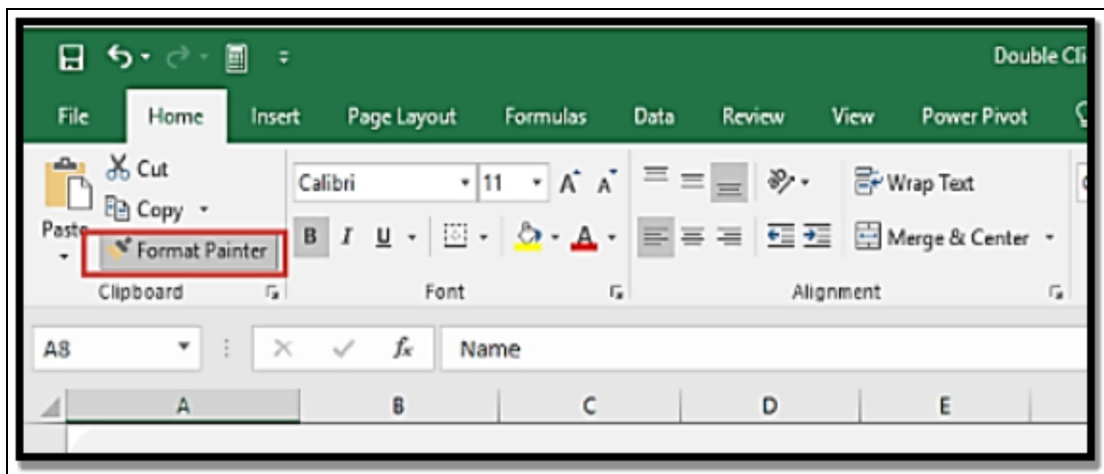 Double Cli
File Home Insert Page Layout Formulas Data Review View Power Pivot
Cut
Calibri 11 A A Wrap Text
Copy
Paste
Format Painter B I U A Merge & Center
Clipboard Font Alignment
A8 fx Name
A B C D E